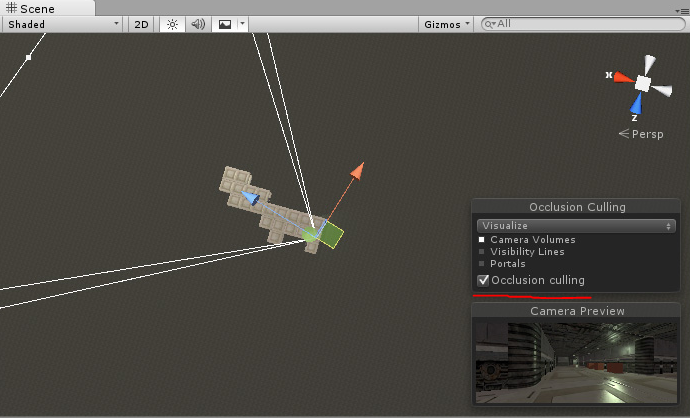 Scene
Shaded
2D
Gizmos
All
x
z
Persp
Occlusion Culling
Visualize
Camera Volumes
Visibility Lines
Portals
Occlusion culling
Camera Preview